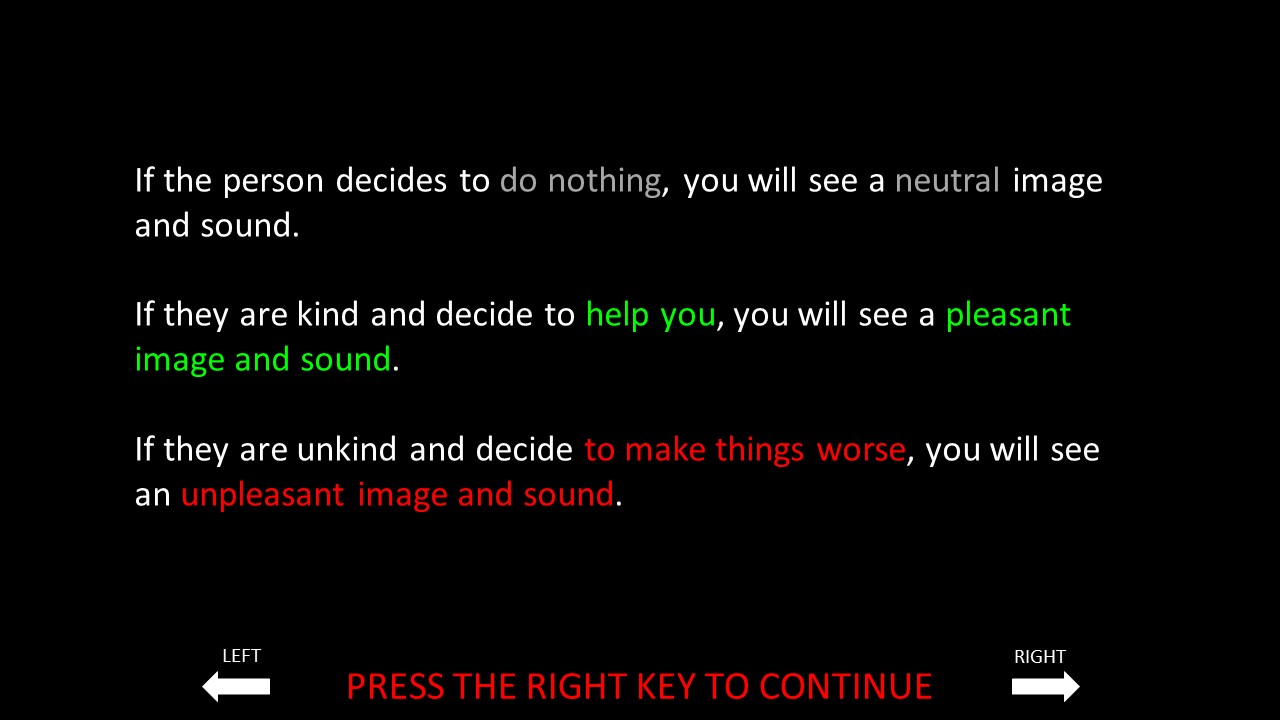 If the person decides to do nothing, you will see a neutral image
and sound.
If they are kind and decide to help you, you will see a pleasant
image and sound.
If they are unkind and decide to make things worse, you will see
an unpleasant image and sound.
LEFT
RIGHT
PRESS THE RIGHT KEY TO CONTINUE